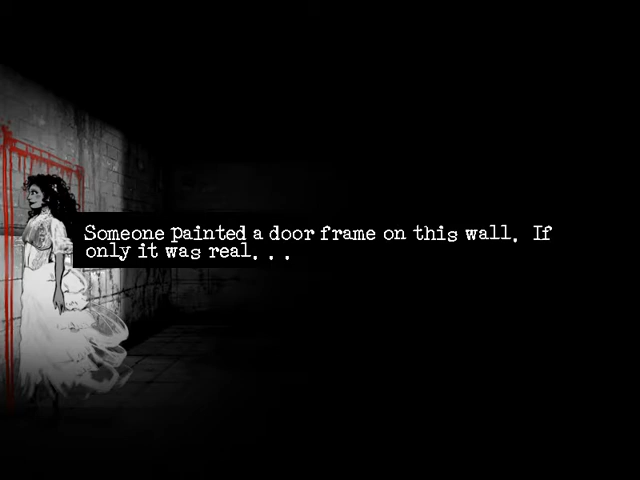 Someone painted a door frame on this wall. If
only it was real. . .